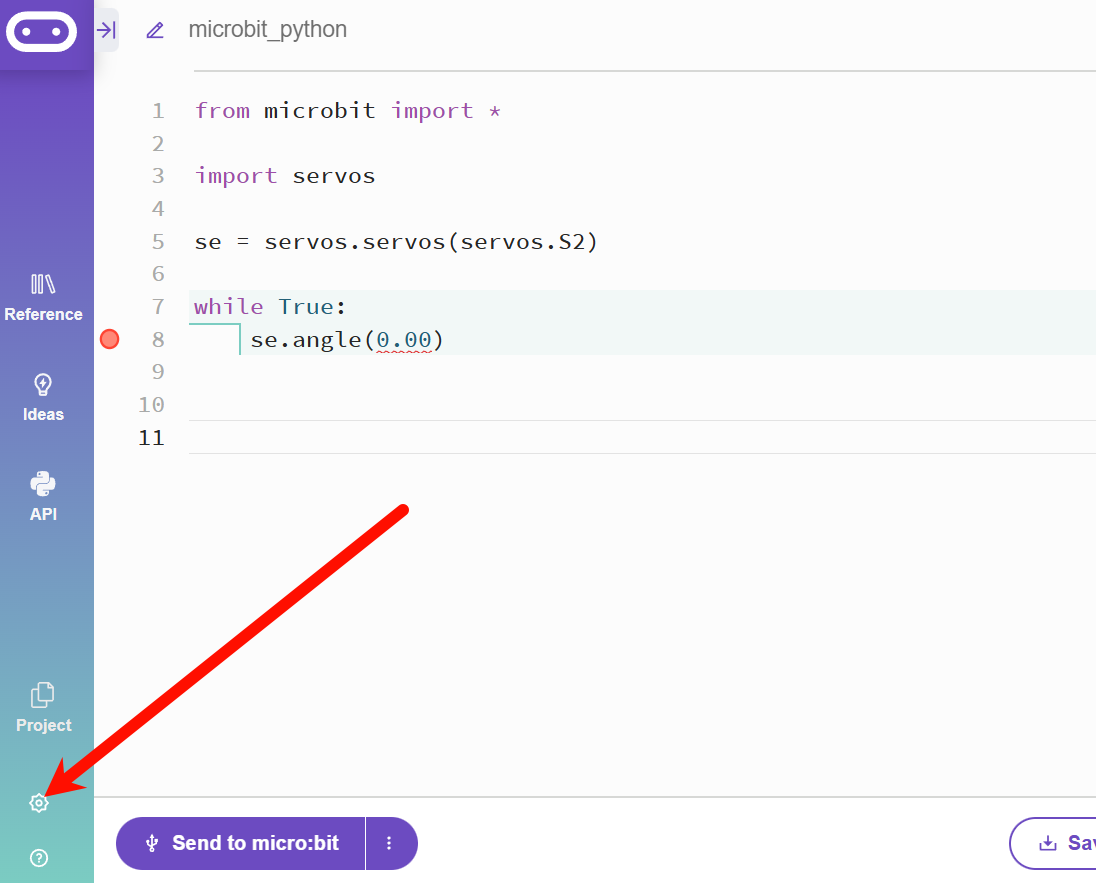 microbit_python
1 from microbit import *
2
3 import servos
4
5 se = servos.servos(servos.S2)
6
7 while True:
8     se.angle(0.00)
9
10
11
Reference
Ideas
API
Project
Send to micro:bit